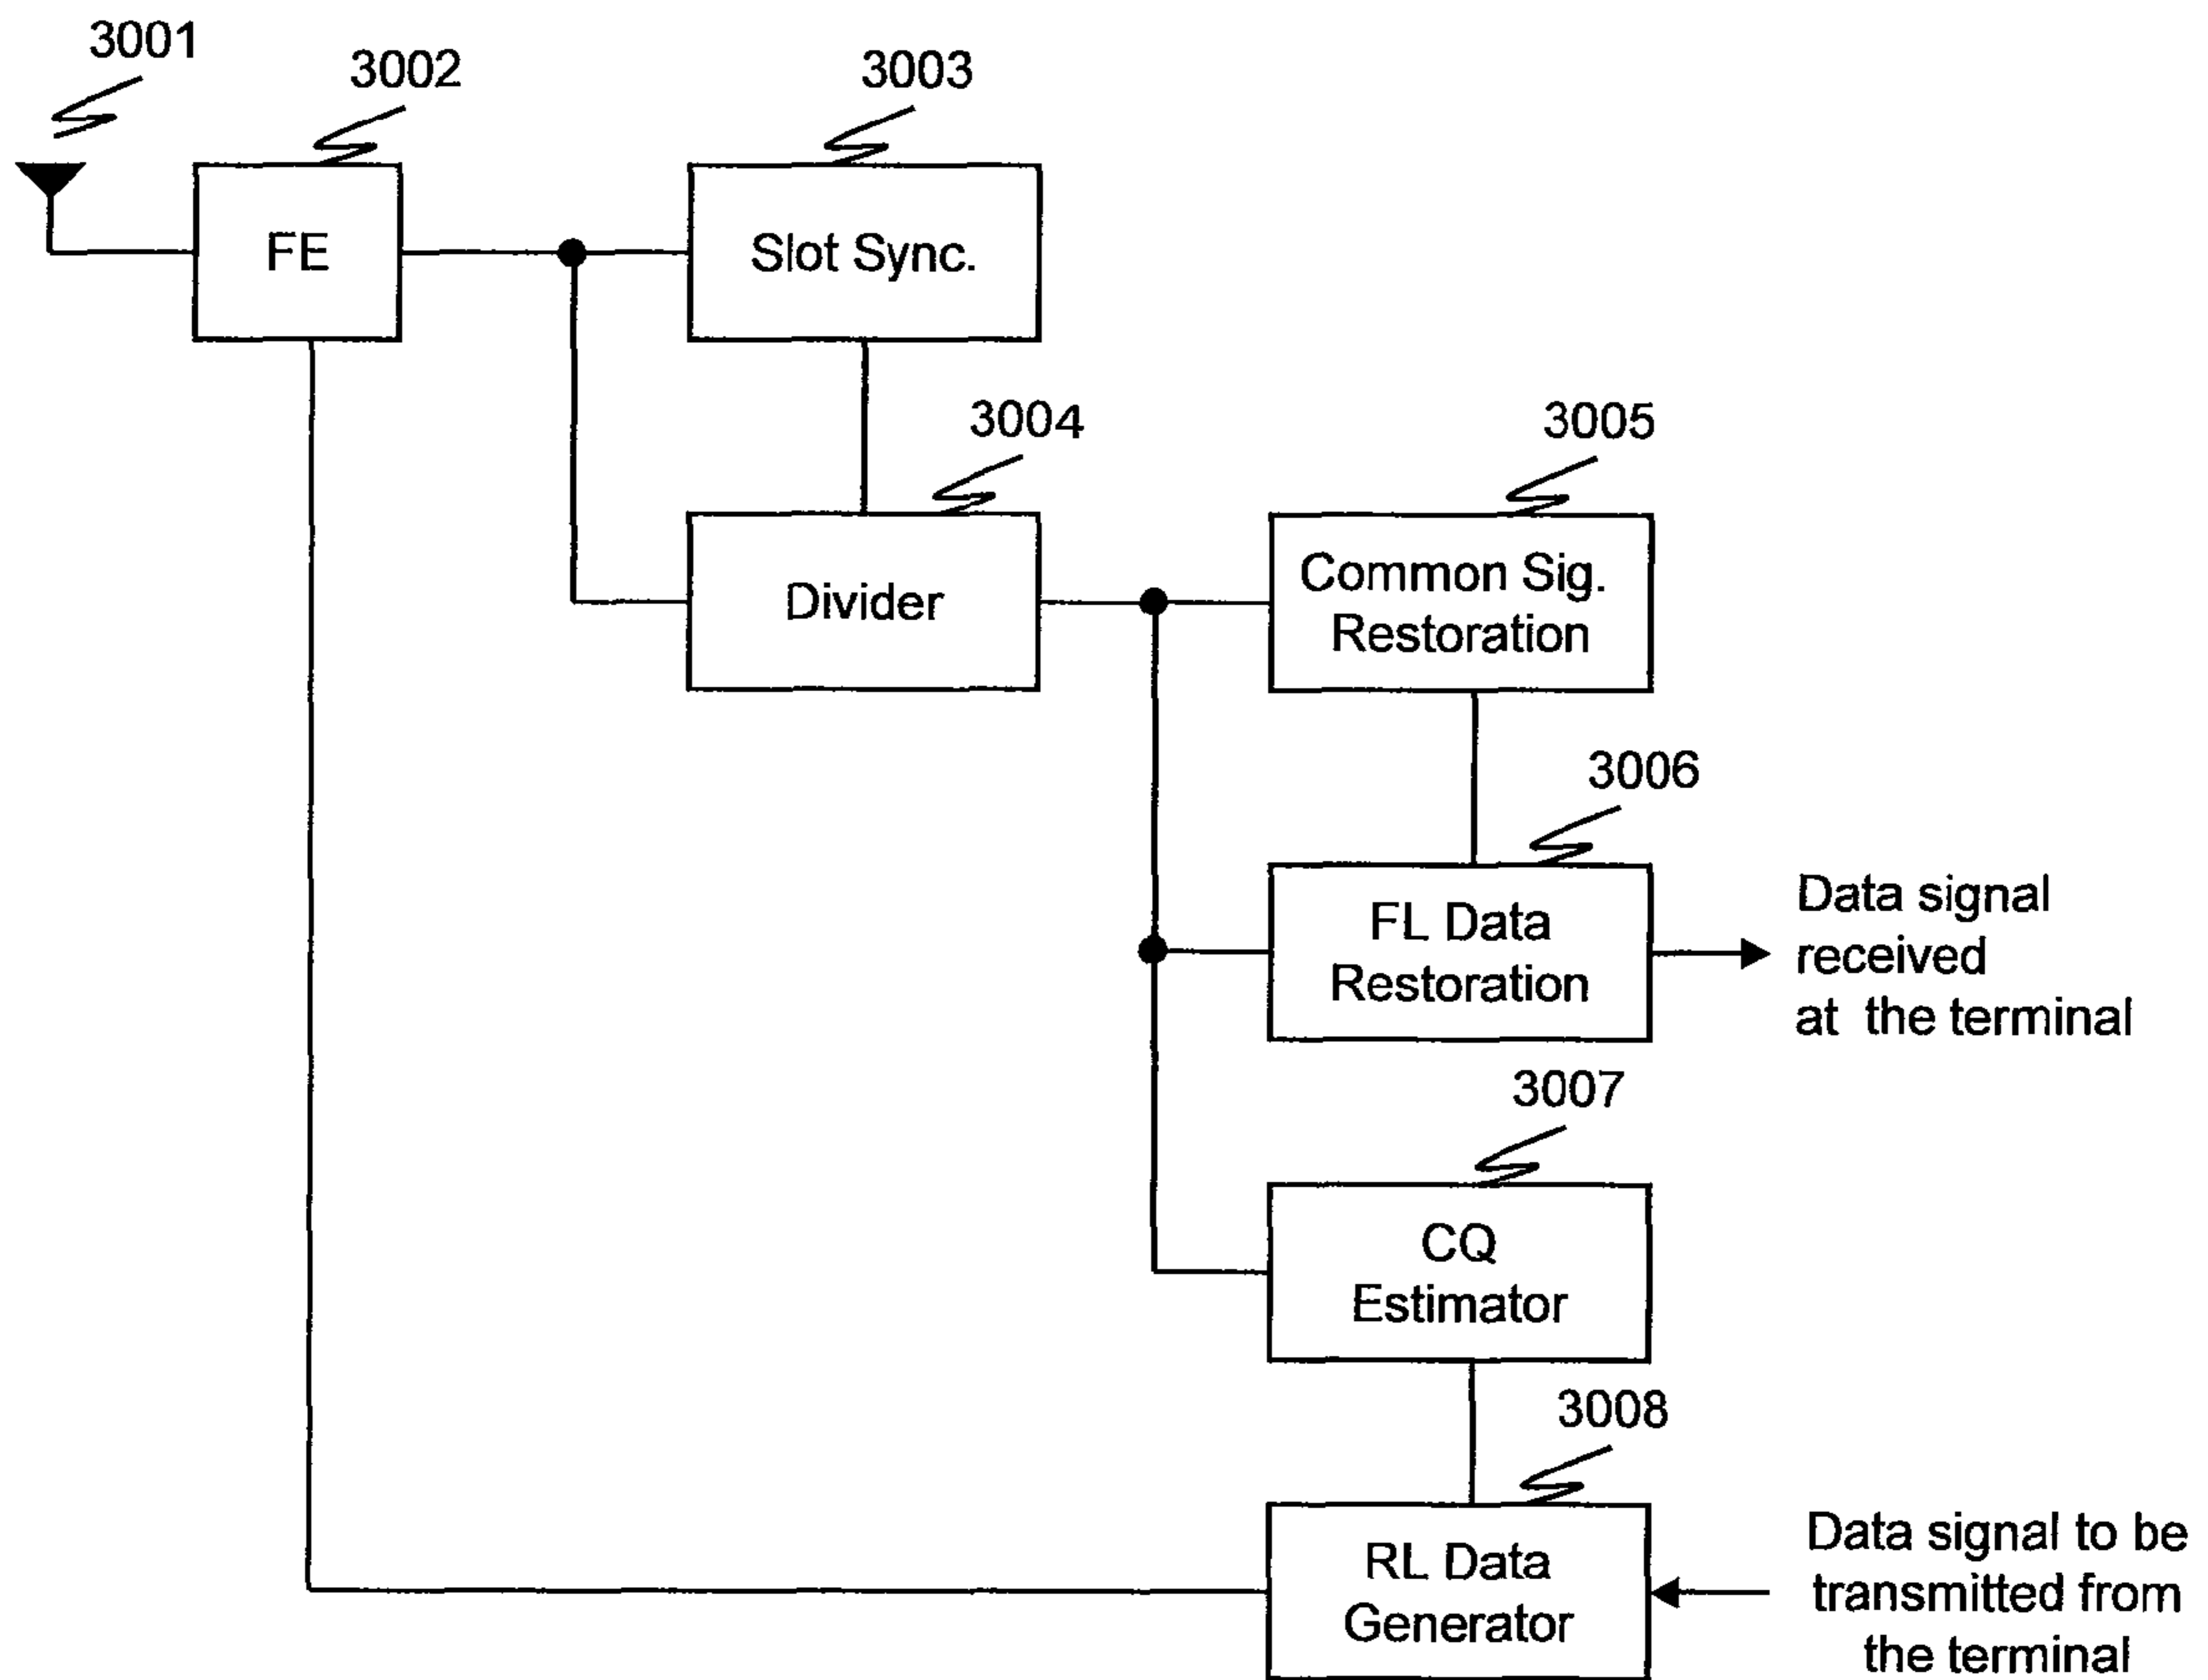 3001
3002
3003
FE
Slot Sync.
3004
3005
Divider
Common Sig.
Restoration
3006
FL Data
Restoration
Data signal
received
at the terminal
3007
CQ
Estimator
3008
RL Data
Generator
Data signal to be
transmitted from
the terminal